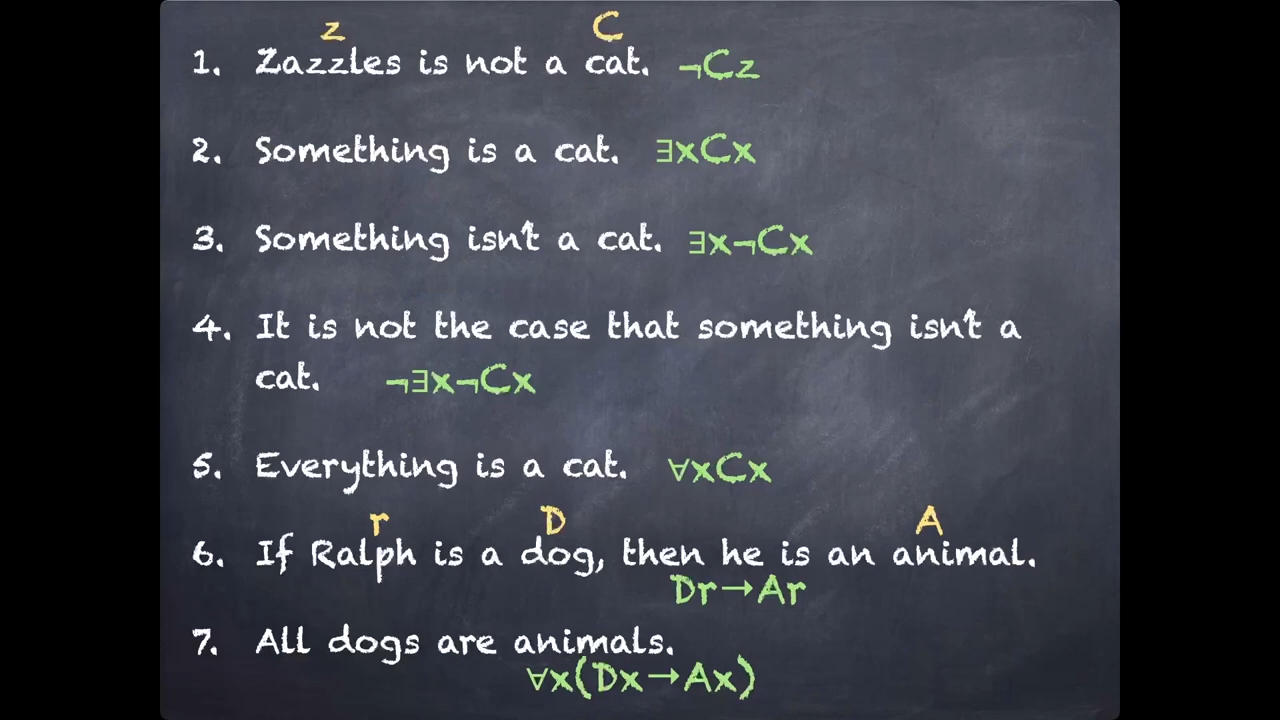 z C
1. Zazzles is not a cat. ¬Cz
2. Something is a cat. ∃xCx
3. Something isn't a cat. ∃x¬Cx
4. It is not the case that something isn't a
cat. ¬∃x¬Cx
5. Everything is a cat. ∀xCx
r D A
6. If Ralph is a dog, then he is an animal.
Dr→Ar
7. All dogs are animals.
∀x(Dx→Ax)